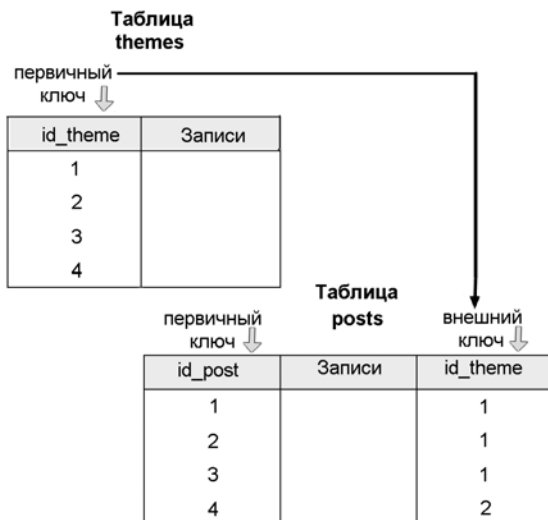 Таблица
themes
первичный
ключ
id_theme Записи
1
2
3
4
Таблица
posts
первичный
ключ
внешний
ключ
id_post Записи id_theme
1 1
2 1
3 1
4 2